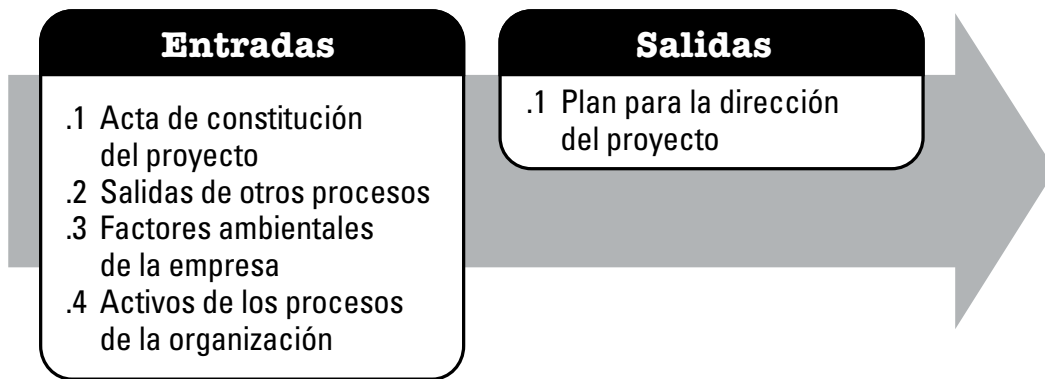 Entradas
.1 Acta de constitución
del proyecto
.2 Salidas de otros procesos
.3 Factores ambientales
de la empresa
.4 Activos de los procesos
de la organización
Salidas
.1 Plan para la dirección
del proyecto